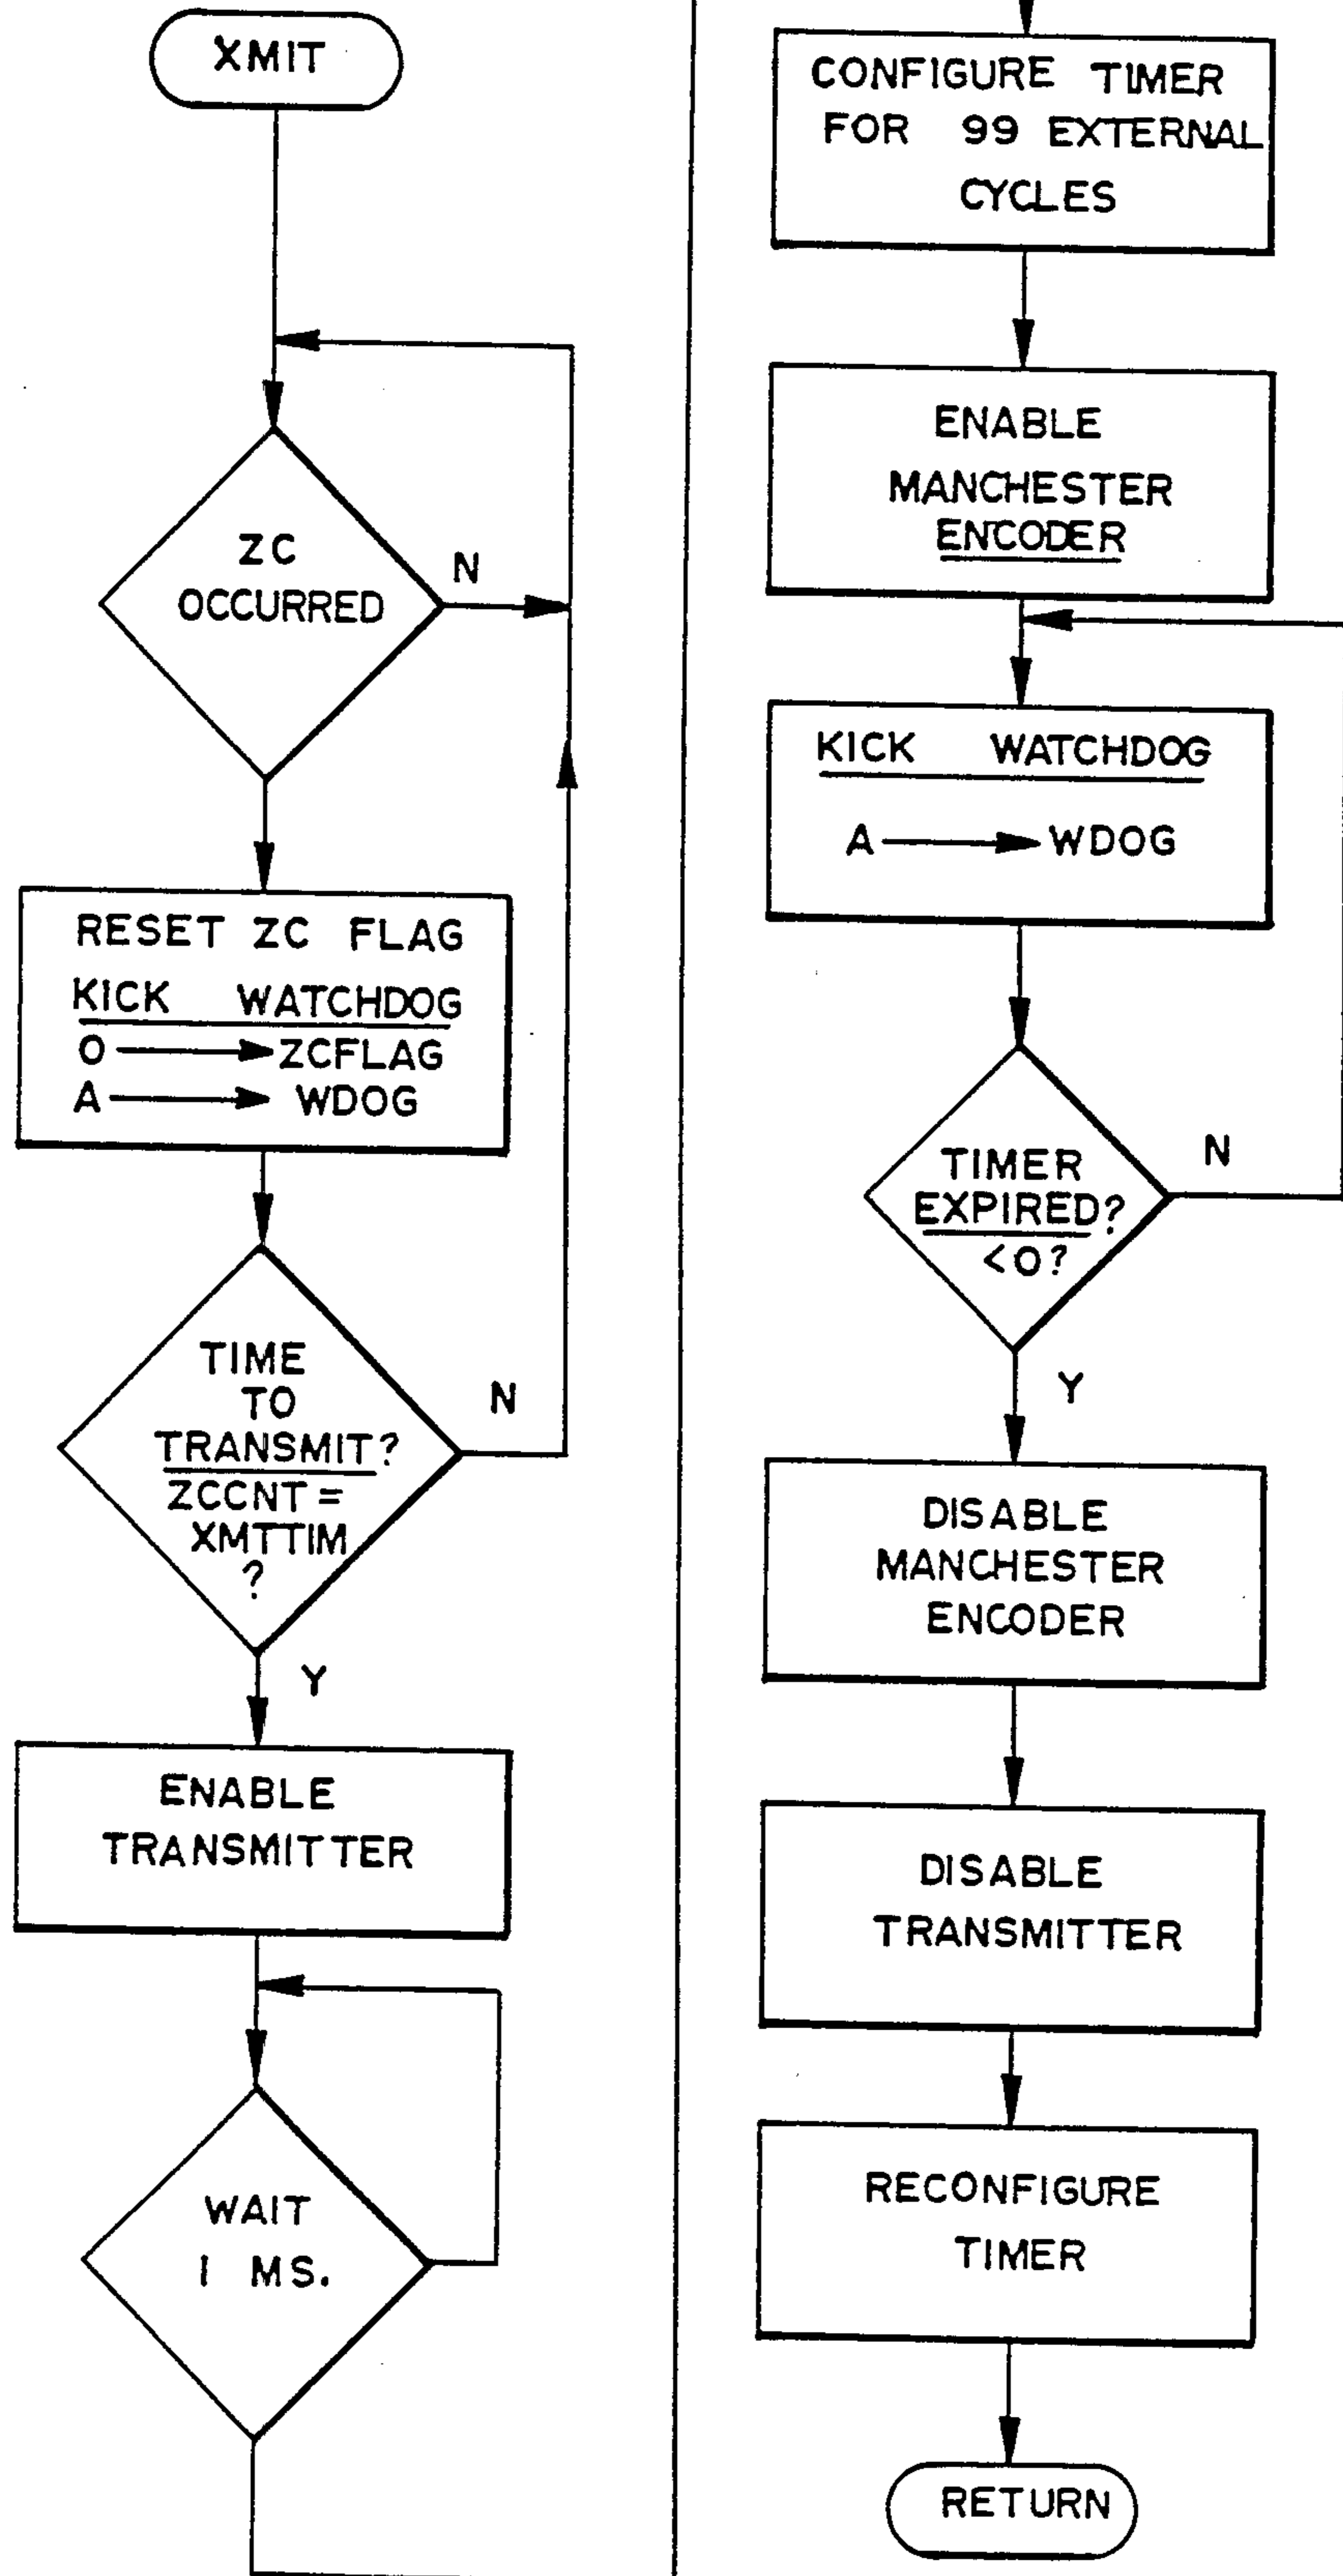 XMIT
ZC
OCCURRED
N
RESET ZC FLAG
KICK WATCHDOG
0 → ZCFLAG
A → WDOG
TIME
TO
TRANSMIT?
ZCCNT =
XMTTIM
?
N
Y
ENABLE
TRANSMITTER
WAIT
1 MS.
CONFIGURE TIMER
FOR 99 EXTERNAL
CYCLES
ENABLE
MANCHESTER
ENCODER
KICK WATCHDOG
A → WDOG
TIMER
EXPIRED?
<0?
N
Y
DISABLE
MANCHESTER
ENCODER
DISABLE
TRANSMITTER
RECONFIGURE
TIMER
RETURN